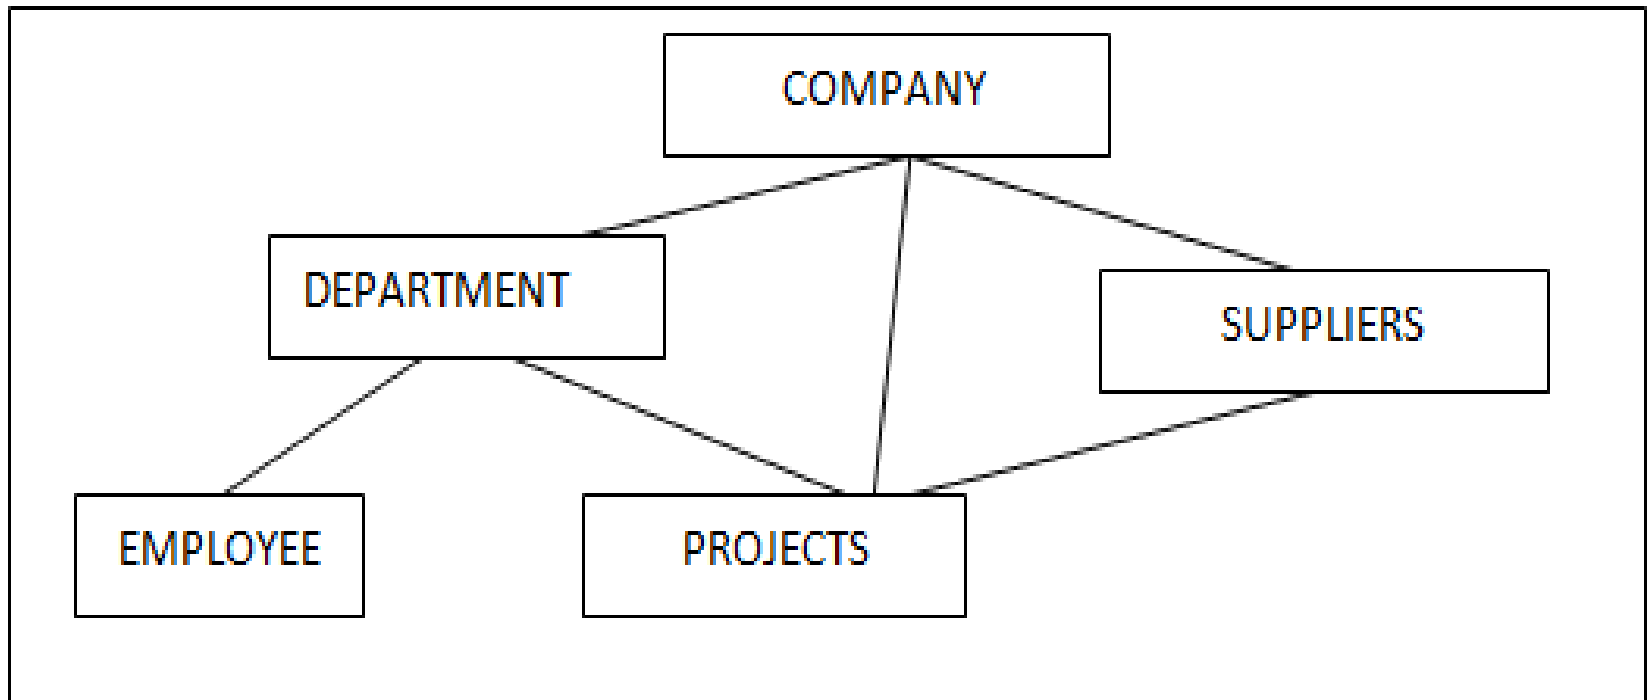 COMPANY
DEPARTMENT
SUPPLIERS
EMPLOYEE
PROJECTS